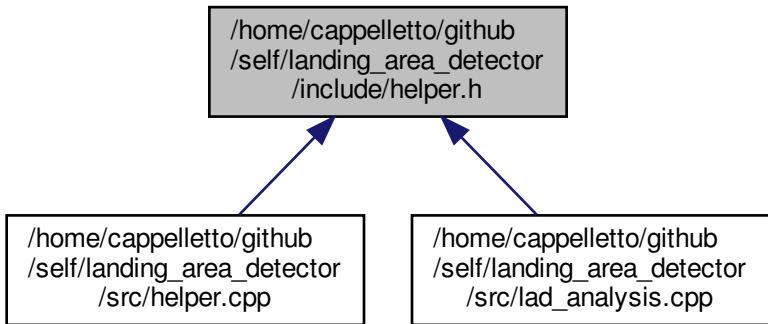 /home/cappelletto/github
/self/landing_area_detector
/include/helper.h
/home/cappelletto/github
/self/landing_area_detector
/src/helper.cpp
/home/cappelletto/github
/self/landing_area_detector
/src/lad_analysis.cpp